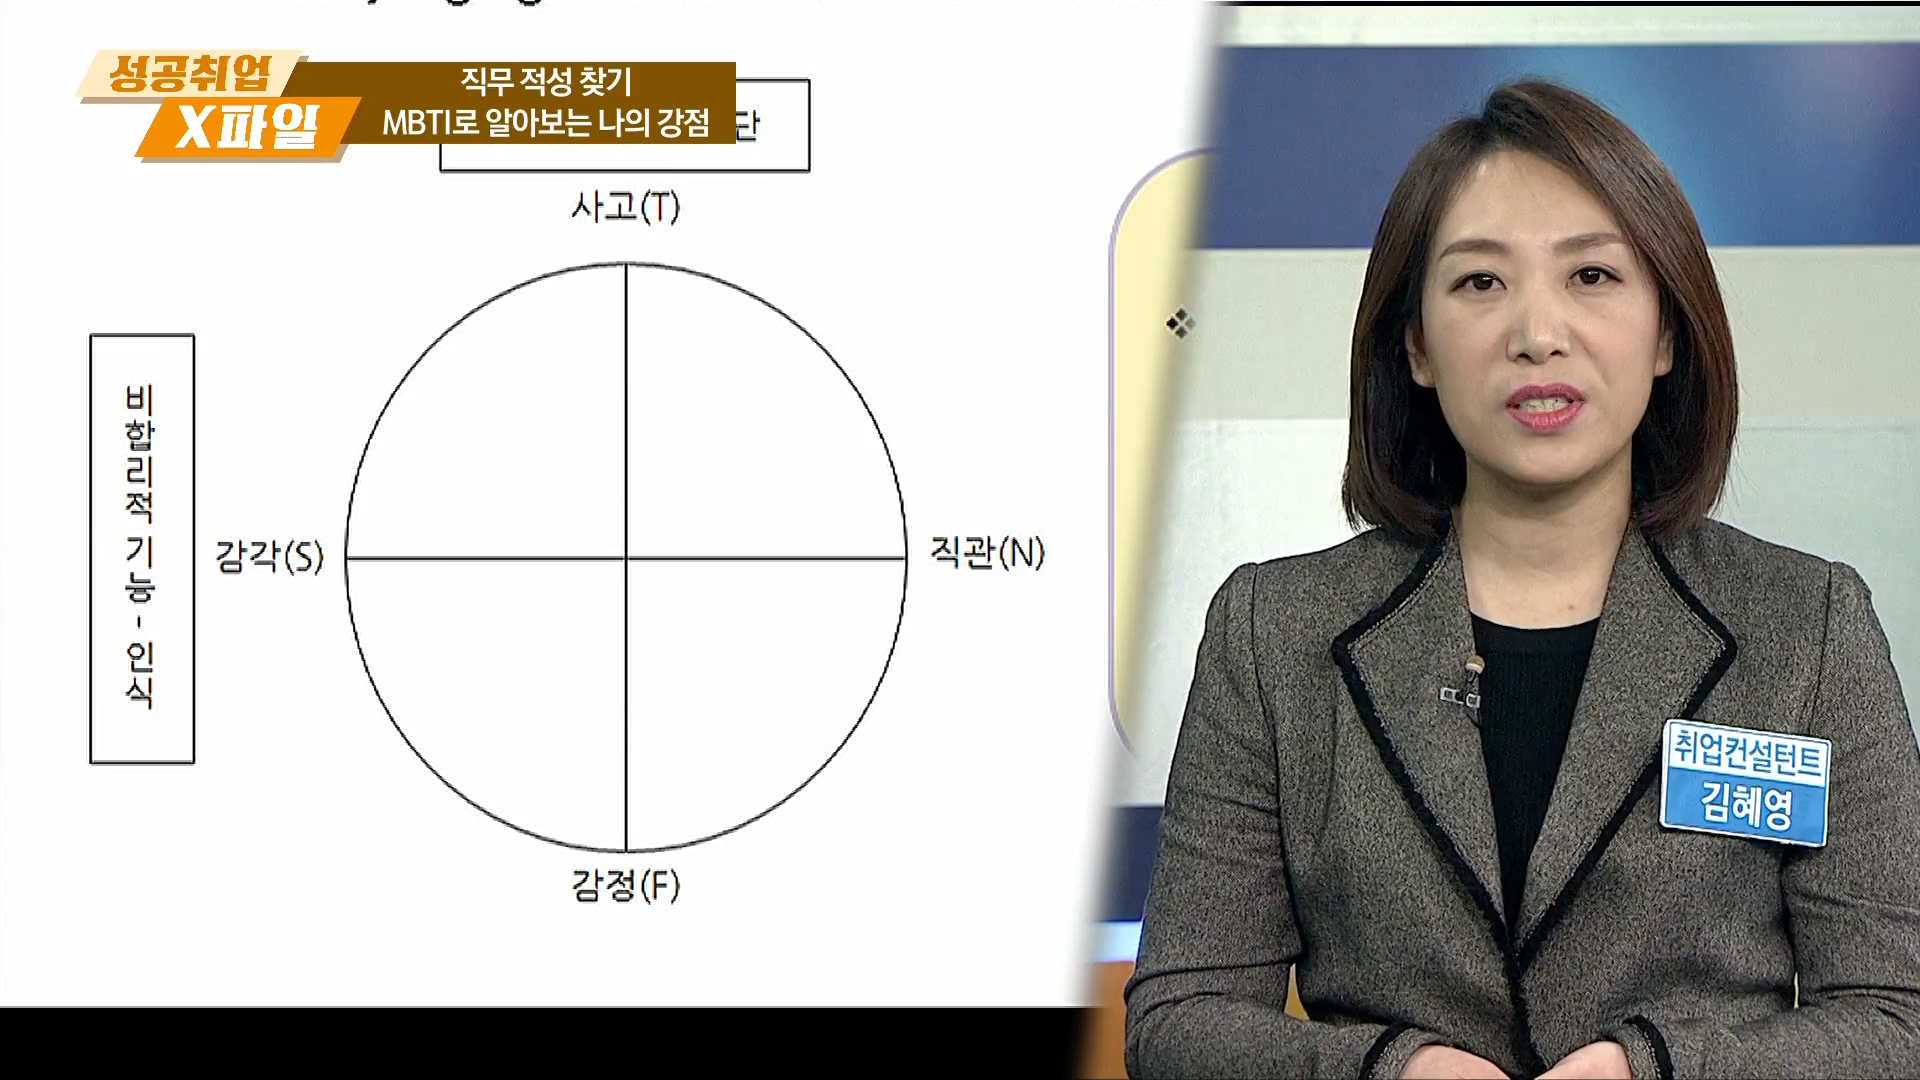 성공취업
X파일
직무 적성 찾기
MBTI로 알아보는 나의 강점
단
사고(T)
비합리적 기능 - 인식
감각(S)
직관(N)
감정(F)
취업컨설턴트
김혜영